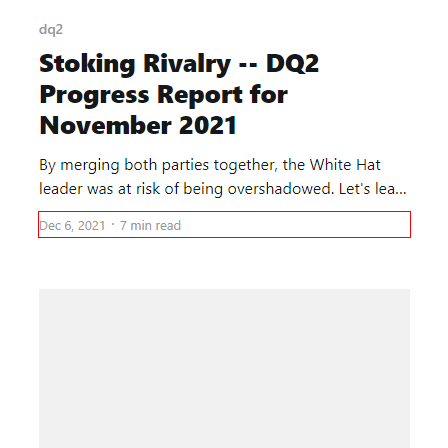 dq2
Stoking Rivalry -- DQ2
Progress Report for
November 2021
By merging both parties together, the White Hat
leader was at risk of being overshadowed. Let's lea...
Dec 6, 2021 · 7 min read